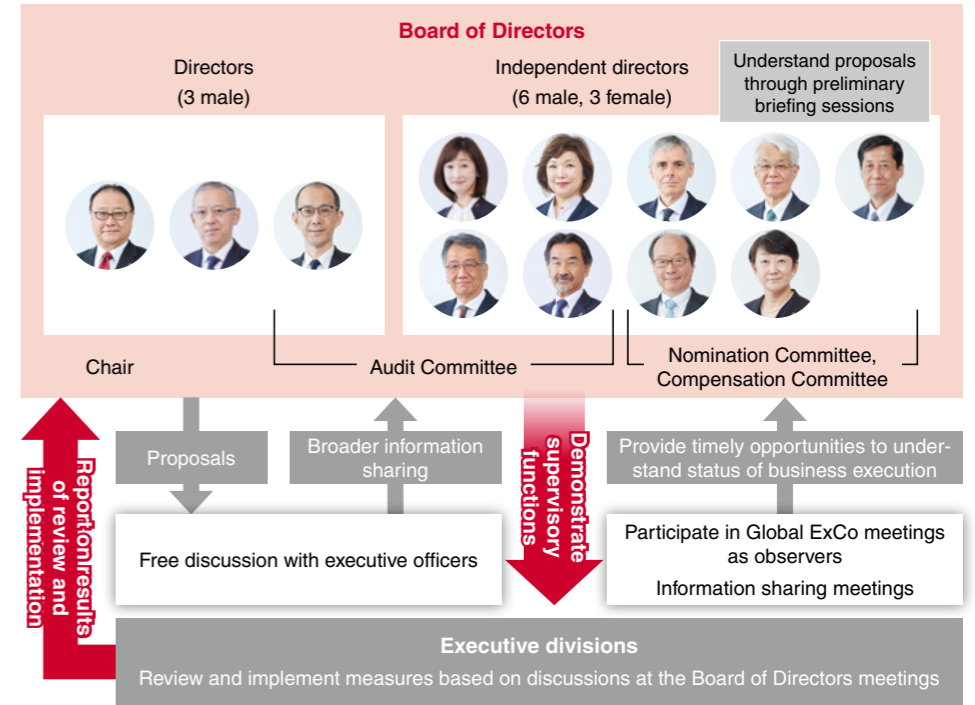 Board of Directors
Directors
(3 male)
Independent directors
(6 male, 3 female)
Understand proposals
through preliminary
briefing sessions
Chair
Audit Committee
Nomination Committee,
Compensation Committee
Report on results
of review and
implementation
Proposals
Broader information
sharing
Demonstrate
supervisory
functions
Provide timely opportunities to under-
stand status of business execution
Free discussion with executive officers
Participate in Global ExCo meetings
as observers
Information sharing meetings
Executive divisions
Review and implement measures based on discussions at the Board of Directors meetings